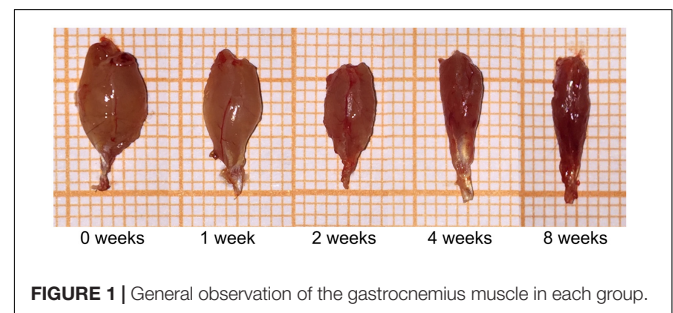 0 weeks 1 week 2 weeks 4 weeks 8 weeks
FIGURE 1 | General observation of the gastrocnemius muscle in each group.